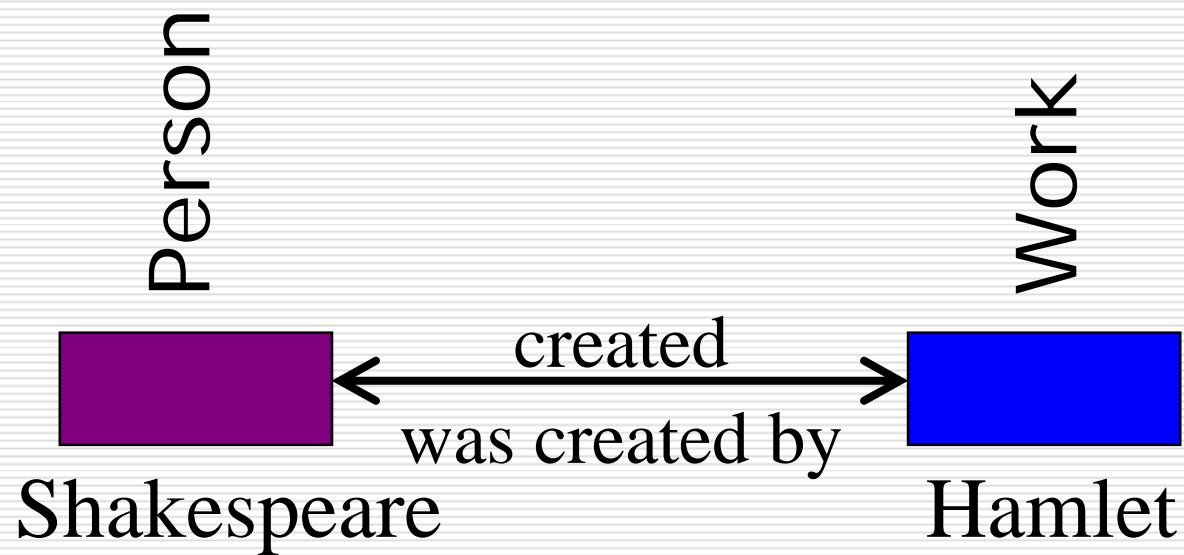 Person
Work
created
was created by
Shakespeare
Hamlet